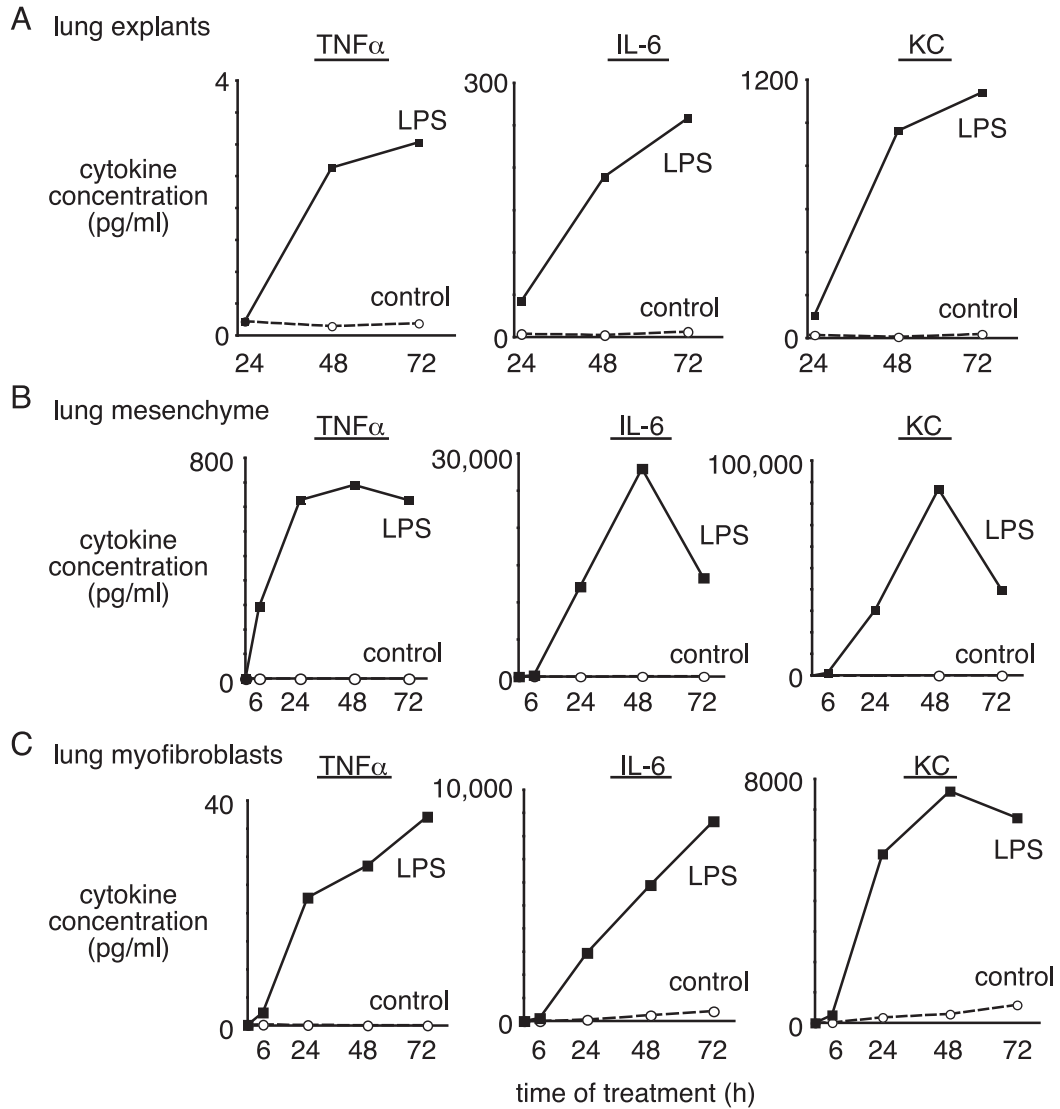 A lung explants
TNFα IL-6 KC
4 300 1200
LPS LPS LPS
cytokine
concentration
(pg/ml)
control control control
0 0 0
24 48 72 24 48 72 24 48 72
B lung mesenchyme
TNFα IL-6 KC
800 30,000 100,000
LPS LPS LPS
cytokine
concentration
(pg/ml)
control control control
0 0 0
6 24 48 72 6 24 48 72 6 24 48 72
C lung myofibroblasts
TNFα IL-6 KC
40 10,000 8000
LPS LPS LPS
cytokine
concentration
(pg/ml)
control control control
0 0 0
6 24 48 72 6 24 48 72 6 24 48 72
time of treatment (h)